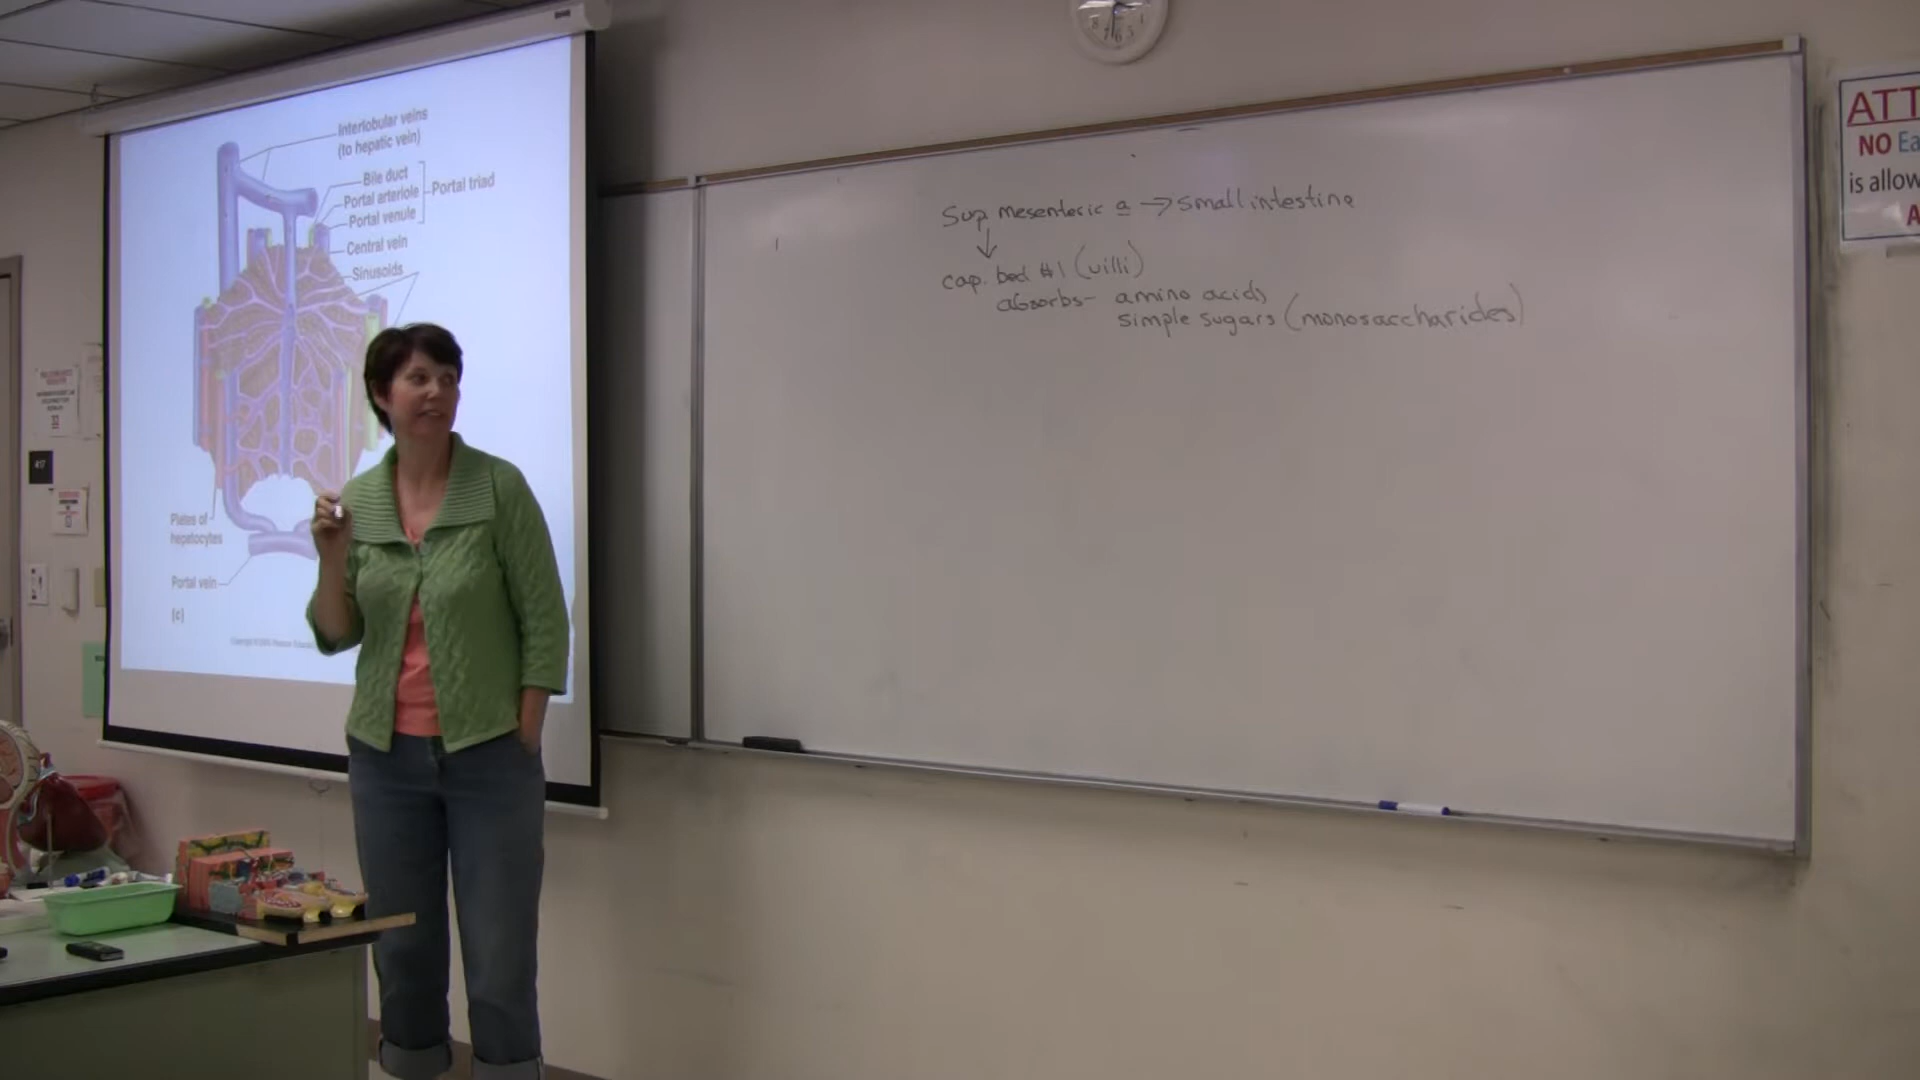 Interlobular veins
(to hepatic vein)
Bile duct
Portal arteriole
Portal venule
Portal triad
Central vein
Sinusoids
Plates of
hepatocytes
Portal vein
(c)
Sup mesenteric a → small intestine
↓
cap. bed #1 (villi)
absorbs- amino acids
simple sugars (monosaccharides)
ATT
NO Ea
is allow
A
417